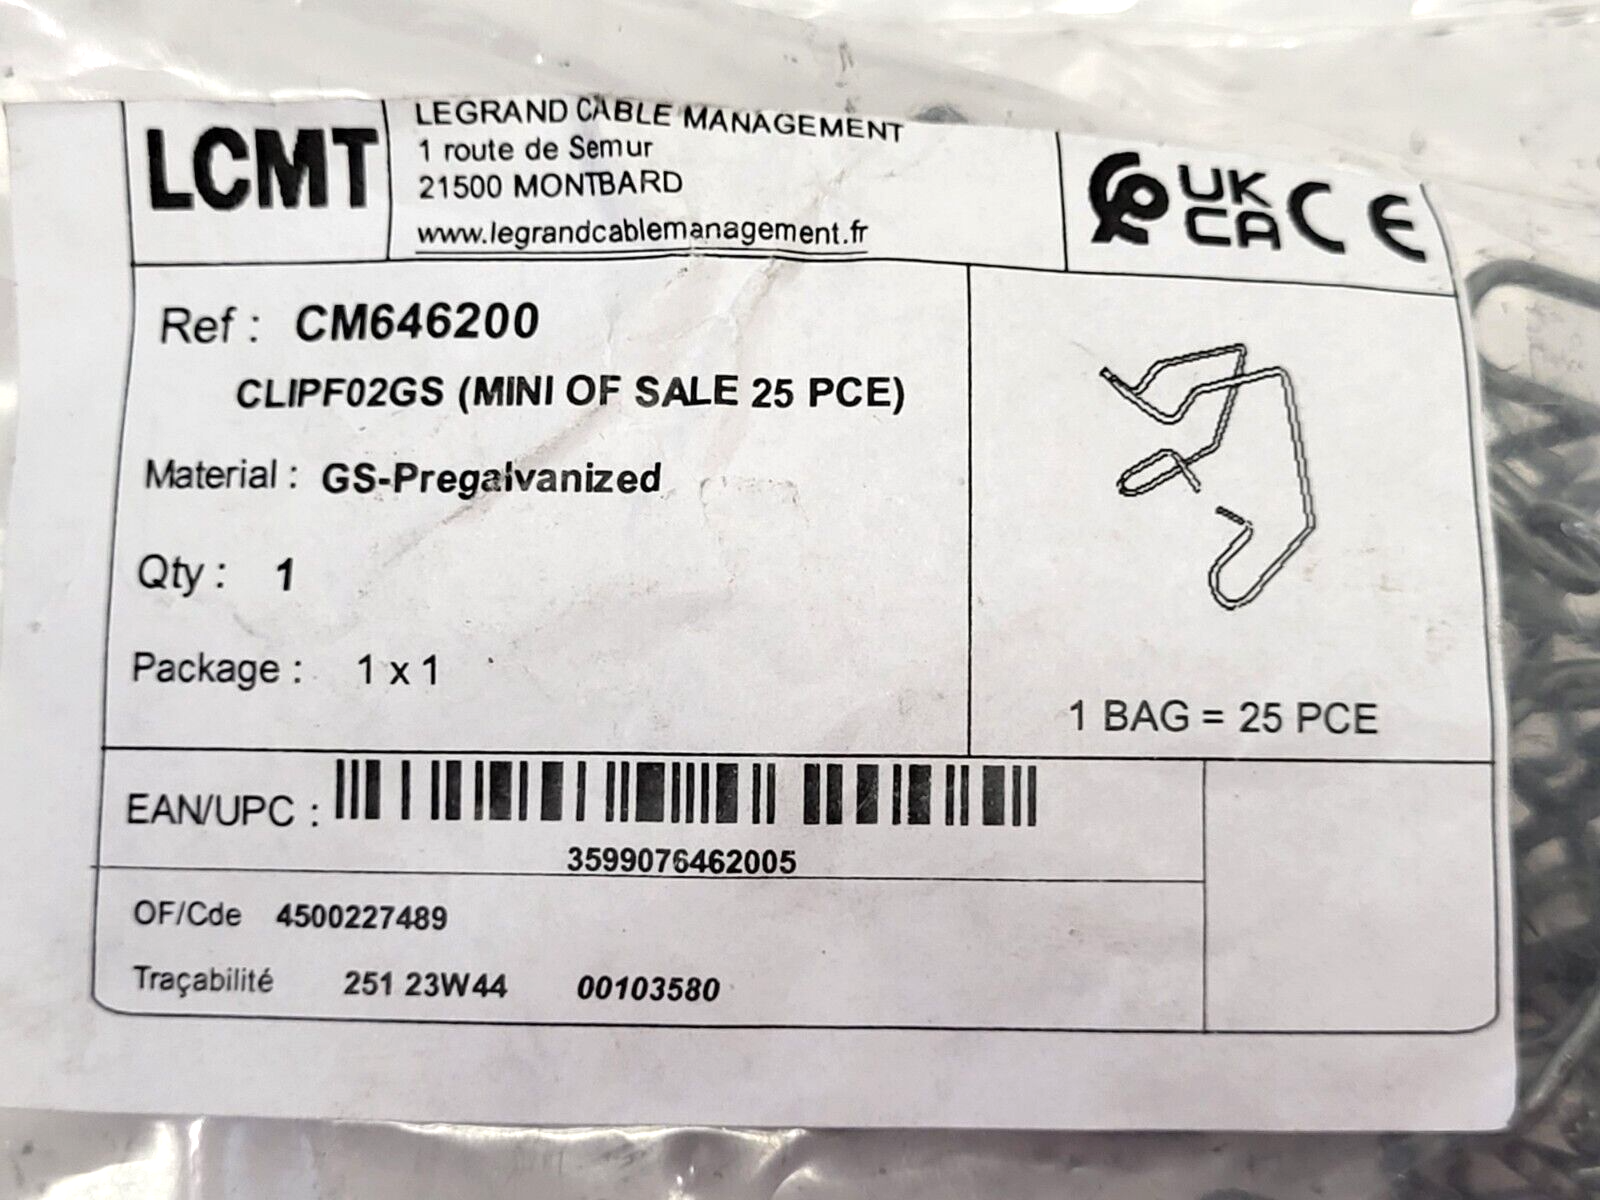 LCMT
LEGRAND CABLE MANAGEMENT
1 route de Semur
21500 MONTBARD
www.legrandcablemanagement.fr
UK
CA
CE
Ref : CM646200
CLIPF02GS (MINI OF SALE 25 PCE)
Material : GS-Pregalvanized
Qty : 1
Package : 1 x 1
1 BAG = 25 PCE
EAN/UPC :
3599076462005
OF/Cde 4500227489
Traçabilité 251 23W44 00103580